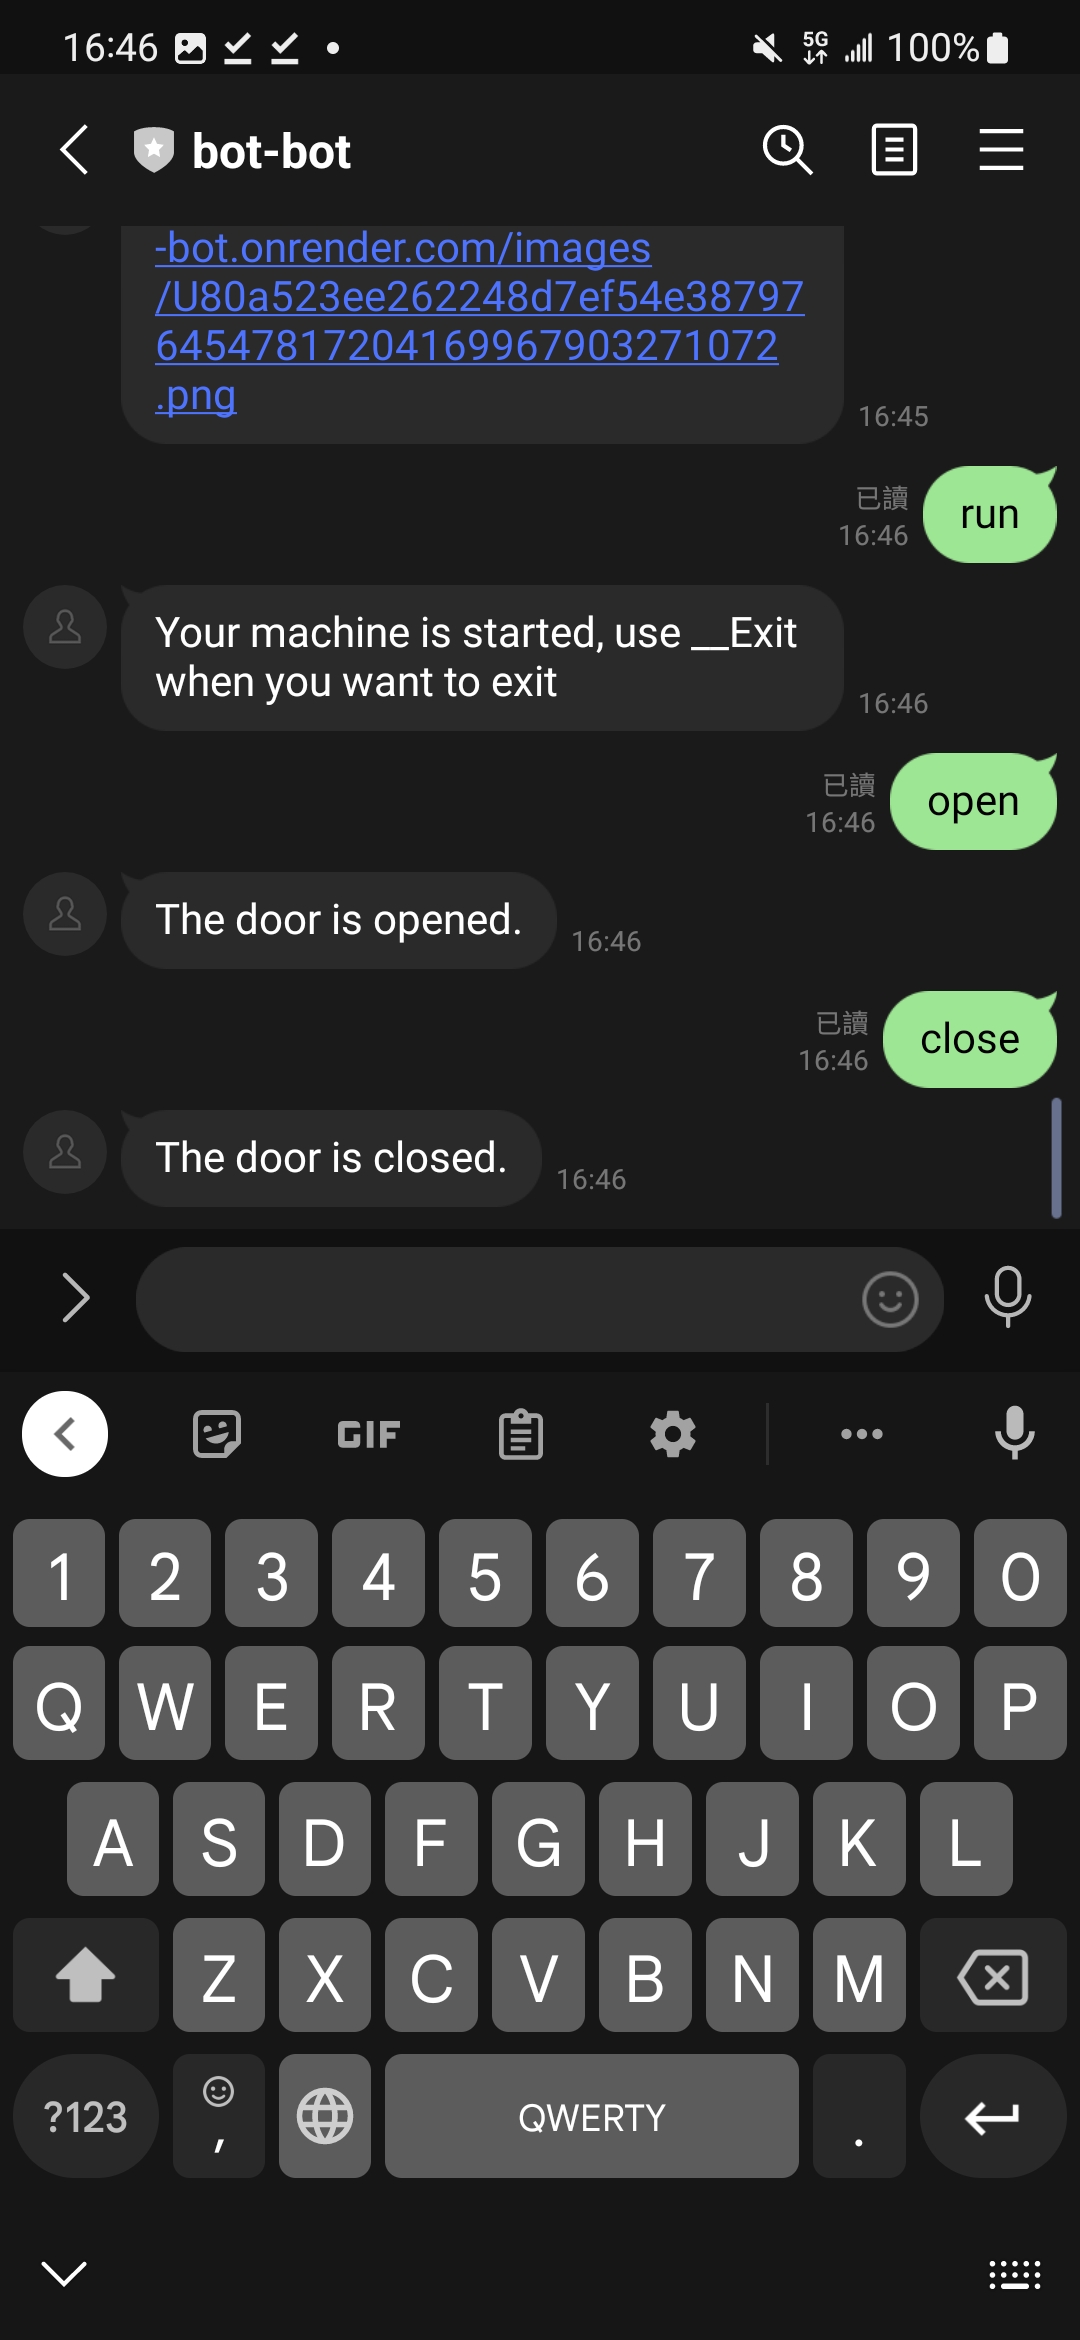 16:46
5G
100%
bot-bot
-bot.onrender.com/images
/U80a523ee262248d7ef54e38797
645478172041699967903271072
.png
16:45
已讀
16:46
run
Your machine is started, use __Exit
when you want to exit
16:46
已讀
16:46
open
The door is opened.
16:46
已讀
16:46
close
The door is closed.
16:46
GIF
1 2 3 4 5 6 7 8 9 0
Q W E R T Y U I O P
A S D F G H J K L
Z X C V B N M
?123 , QWERTY .